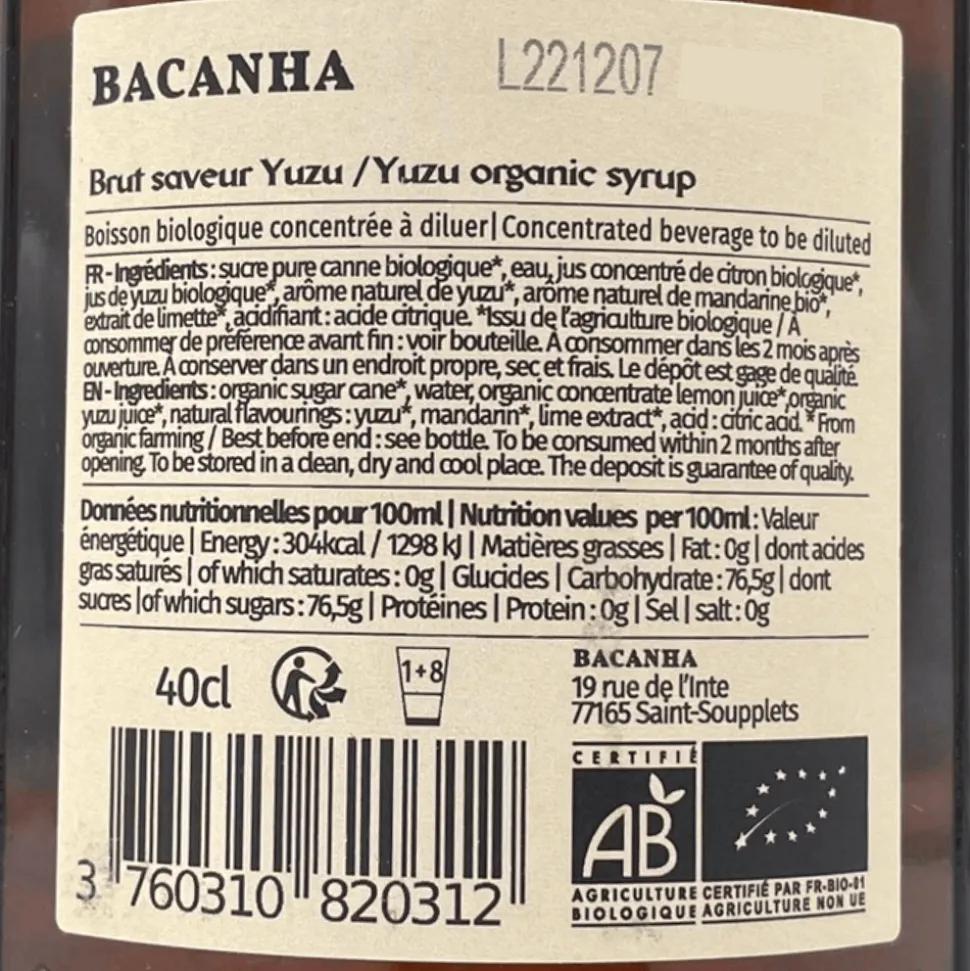 BACANHA
L221207
Brut saveur Yuzu / Yuzu organic syrup
Boisson biologique concentrée à diluer | Concentrated beverage to be diluted
FR - Ingrédients : sucre pure canne biologique*, eau, jus concentré de citron biologique*,
jus de yuzu biologique*, arôme naturel de yuzu*, arôme naturel de mandarine bio*,
extrait de limette*, acidifiant : acide citrique. *Issu de l'agriculture biologique / À
consommer de préférence avant fin : voir bouteille. À consommer dans les 2 mois après
ouverture. À conserver dans un endroit propre, sec et frais. Le dépôt est gage de qualité.
EN - Ingredients : organic sugar cane*, water, organic concentrate lemon juice*, organic
yuzu juice*, natural flavourings : yuzu*, mandarin*, lime extract*, acid : citric acid. * From
organic farming / Best before end : see bottle. To be consumed within 2 months after
opening. To be stored in a clean, dry and cool place. The deposit is guarantee of quality.
Données nutritionnelles pour 100ml | Nutrition values per 100ml : Valeur
énergétique | Energy : 304kcal / 1298 kJ | Matières grasses | Fat : 0g | dont acides
gras saturés | of which saturates : 0g | Glucides | Carbohydrate : 76,5g | dont
sucres | of which sugars : 76,5g | Protéines | Protein : 0g | Sel | salt : 0g
40cl
1+8
BACANHA
19 rue de l'Inte
77165 Saint-Soupplets
CERTIFIÉ
AB
AGRICULTURE
BIOLOGIQUE
CERTIFIÉ PAR FR-BIO-01
AGRICULTURE NON UE
3 760310 820312